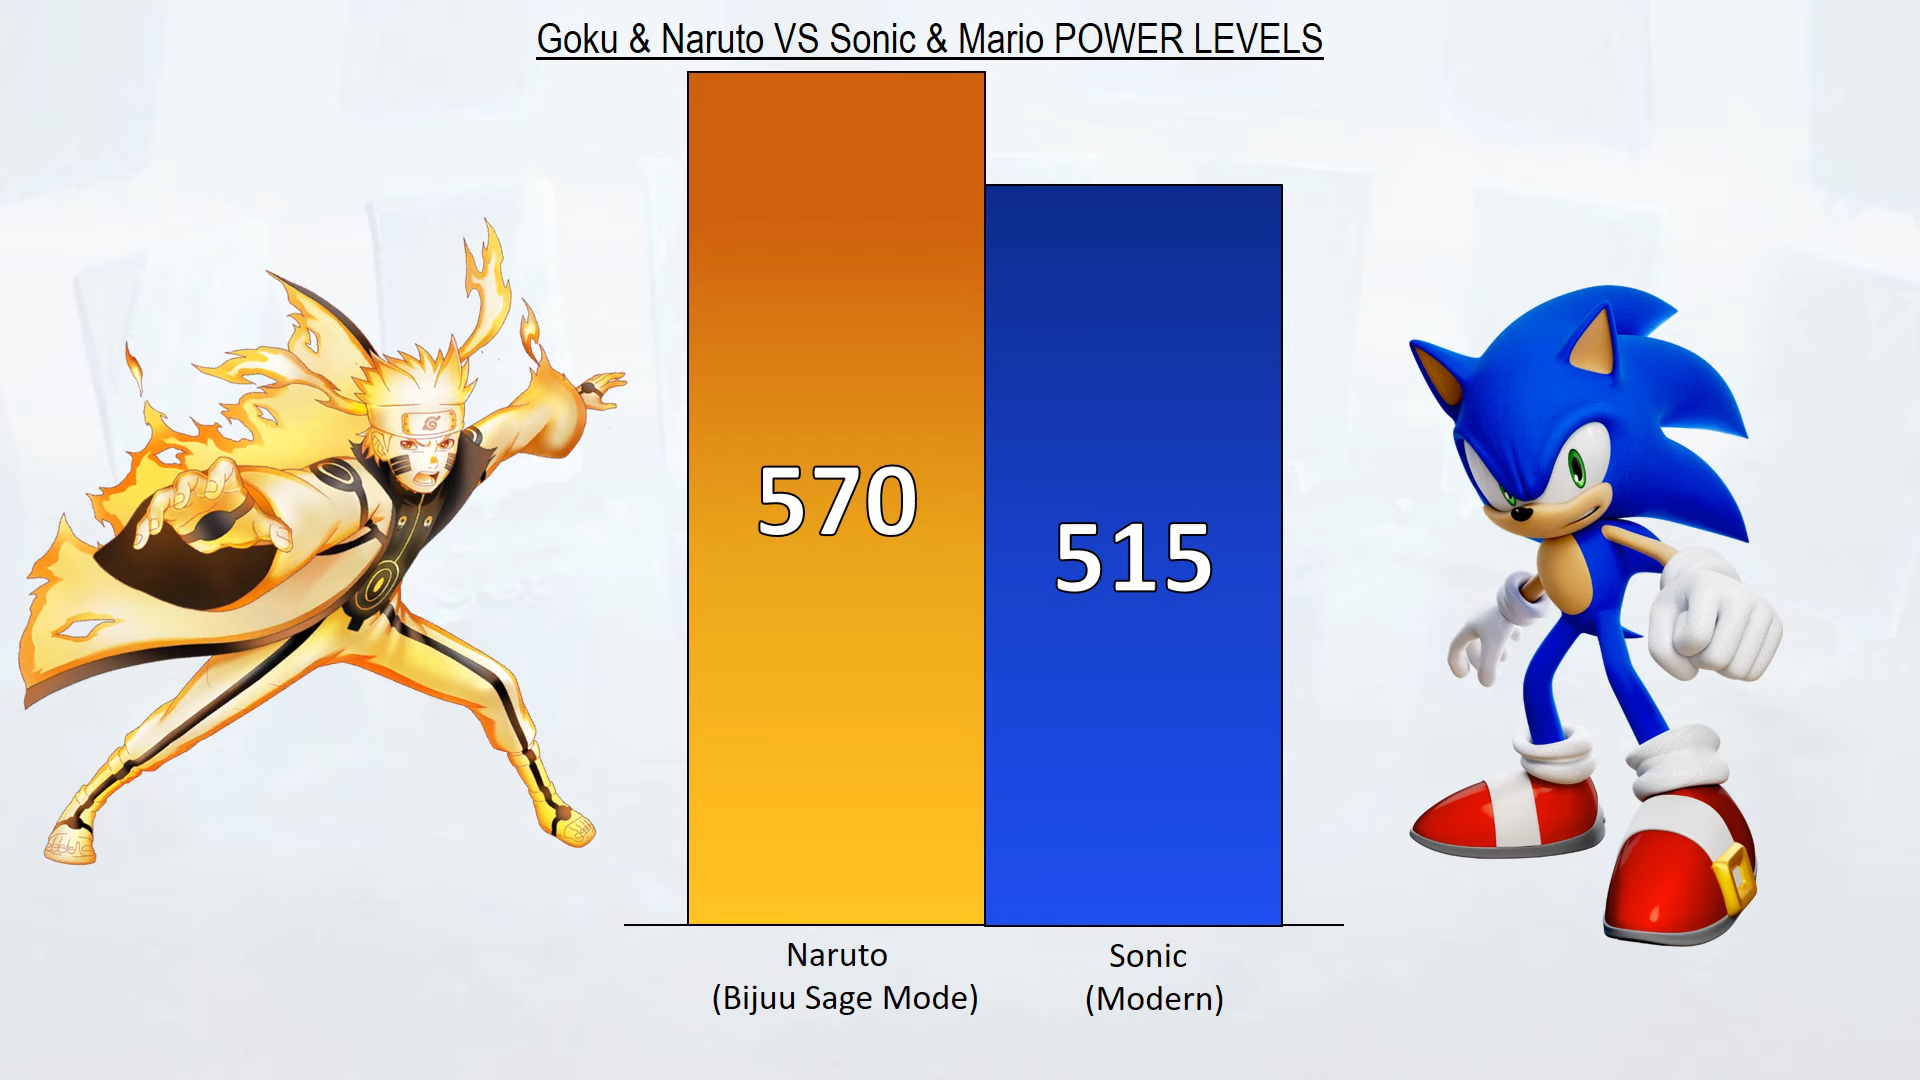 Goku & Naruto VS Sonic & Mario POWER LEVELS
570
515
Naruto
(Bijuu Sage Mode)
Sonic
(Modern)